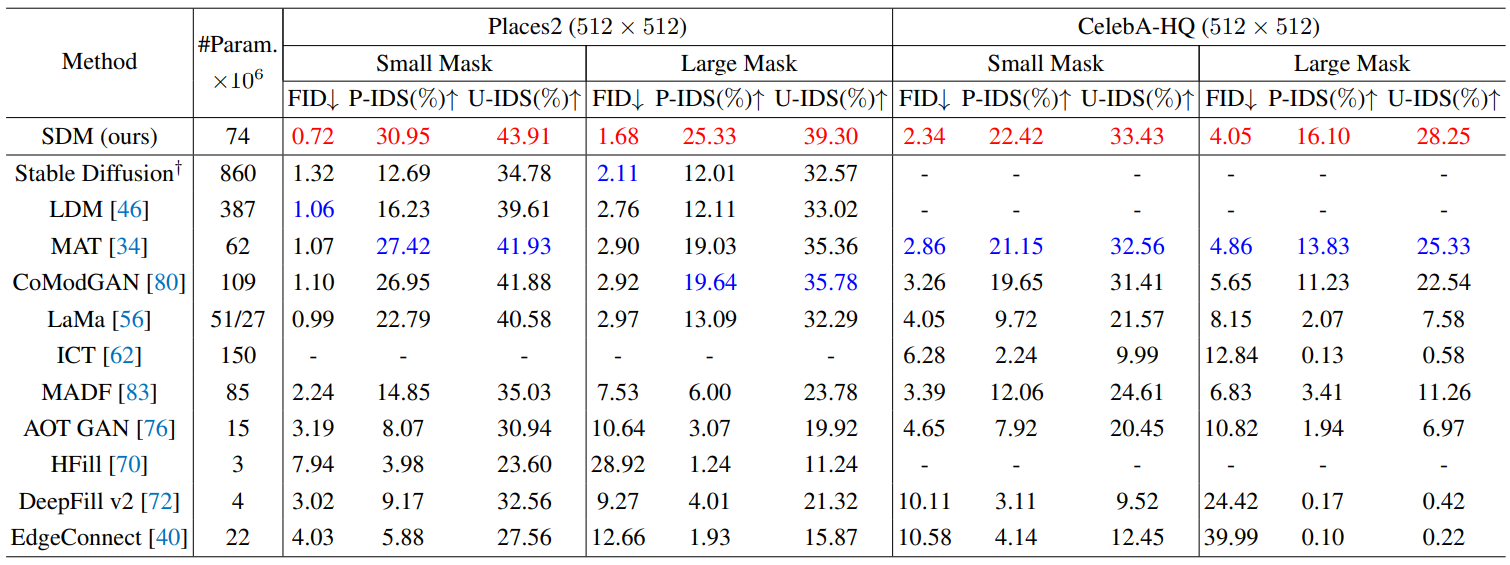 Method #Param. ×10⁶ Places2 (512 × 512) CelebA-HQ (512 × 512)
Small Mask Large Mask Small Mask Large Mask
FID↓ P-IDS(%)↑ U-IDS(%)↑ FID↓ P-IDS(%)↑ U-IDS(%)↑ FID↓ P-IDS(%)↑ U-IDS(%)↑ FID↓ P-IDS(%)↑ U-IDS(%)↑
SDM (ours) 74 0.72 30.95 43.91 1.68 25.33 39.30 2.34 22.42 33.43 4.05 16.10 28.25
Stable Diffusion† 860 1.32 12.69 34.78 2.11 12.01 32.57 - - - - - -
LDM [46] 387 1.06 16.23 39.61 2.76 12.11 33.02 - - - - - -
MAT [34] 62 1.07 27.42 41.93 2.90 19.03 35.36 2.86 21.15 32.56 4.86 13.83 25.33
CoModGAN [80] 109 1.10 26.95 41.88 2.92 19.64 35.78 3.26 19.65 31.41 5.65 11.23 22.54
LaMa [56] 51/27 0.99 22.79 40.58 2.97 13.09 32.29 4.05 9.72 21.57 8.15 2.07 7.58
ICT [62] 150 - - - - - - 6.28 2.24 9.99 12.84 0.13 0.58
MADF [83] 85 2.24 14.85 35.03 7.53 6.00 23.78 3.39 12.06 24.61 6.83 3.41 11.26
AOT GAN [76] 15 3.19 8.07 30.94 10.64 3.07 19.92 4.65 7.92 20.45 10.82 1.94 6.97
HFill [70] 3 7.94 3.98 23.60 28.92 1.24 11.24 - - - - - -
DeepFill v2 [72] 4 3.02 9.17 32.56 9.27 4.01 21.32 10.11 3.11 9.52 24.42 0.17 0.42
EdgeConnect [40] 22 4.03 5.88 27.56 12.66 1.93 15.87 10.58 4.14 12.45 39.99 0.10 0.22